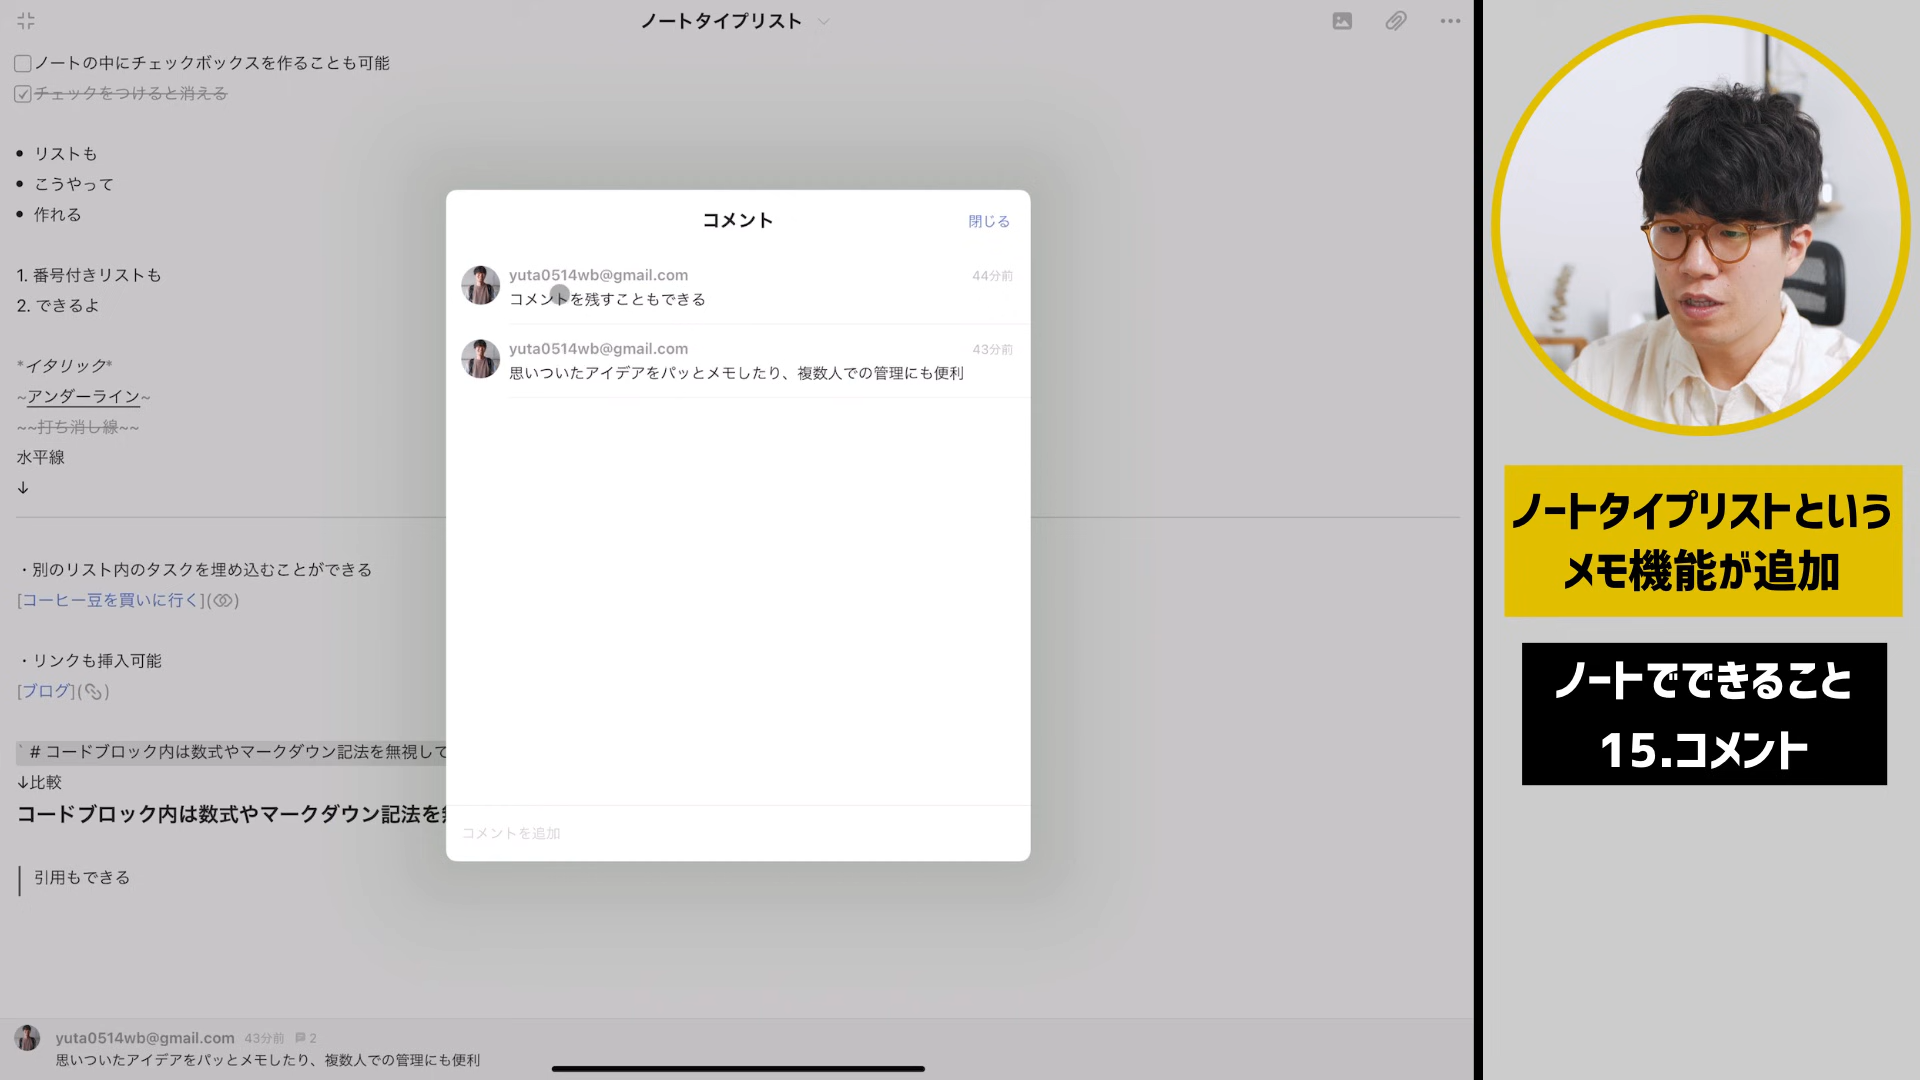 ノートタイプリスト
ノートの中にチェックボックスを作ることも可能
チェックをつけると消える
• リストも
• こうやって
• 作れる
1. 番号付きリストも
2. できるよ
*イタリック*
~アンダーライン~
~~打ち消し線~~
水平線
↓
・別のリスト内のタスクを埋め込むことができる
[コーヒー豆を買いに行く]()
・リンクも挿入可能
[ブログ]()
` # コードブロック内は数式やマークダウン記法を無視して
↓比較
コードブロック内は数式やマークダウン記法を
引用もできる
yuta0514wb@gmail.com 43分前 2
思いついたアイデアをパッとメモしたり、複数人での管理にも便利
コメント
閉じる
yuta0514wb@gmail.com 44分前
コメントを残すこともできる
yuta0514wb@gmail.com 43分前
思いついたアイデアをパッとメモしたり、複数人での管理にも便利
コメントを追加
ノートタイプリストという
メモ機能が追加
ノートでできること
15.コメント